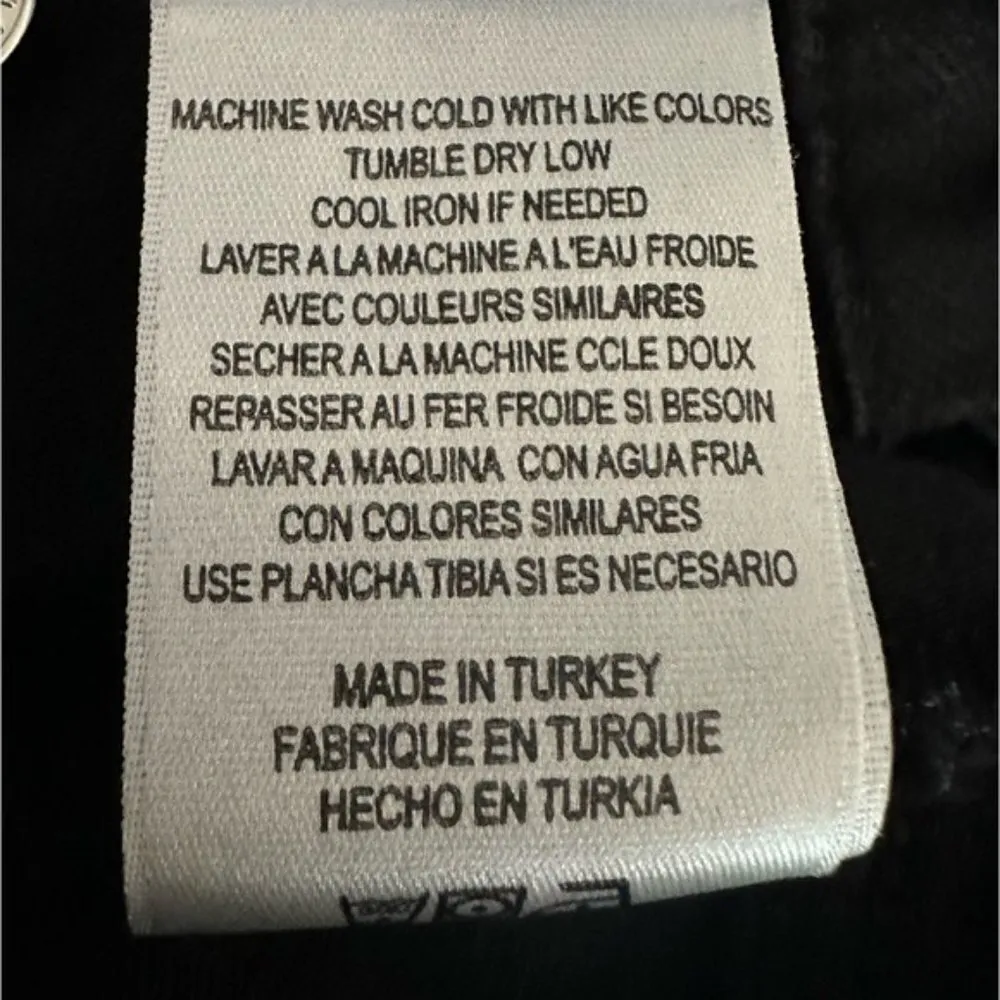 MACHINE WASH COLD WITH LIKE COLORS
TUMBLE DRY LOW
COOL IRON IF NEEDED
LAVER A LA MACHINE A L'EAU FROIDE
AVEC COULEURS SIMILAIRES
SECHER A LA MACHINE CCLE DOUX
REPASSER AU FER FROIDE SI BESOIN
LAVAR A MAQUINA CON AGUA FRIA
CON COLORES SIMILARES
USE PLANCHA TIBIA SI ES NECESARIO
MADE IN TURKEY
FABRIQUE EN TURQUIE
HECHO EN TURKIA